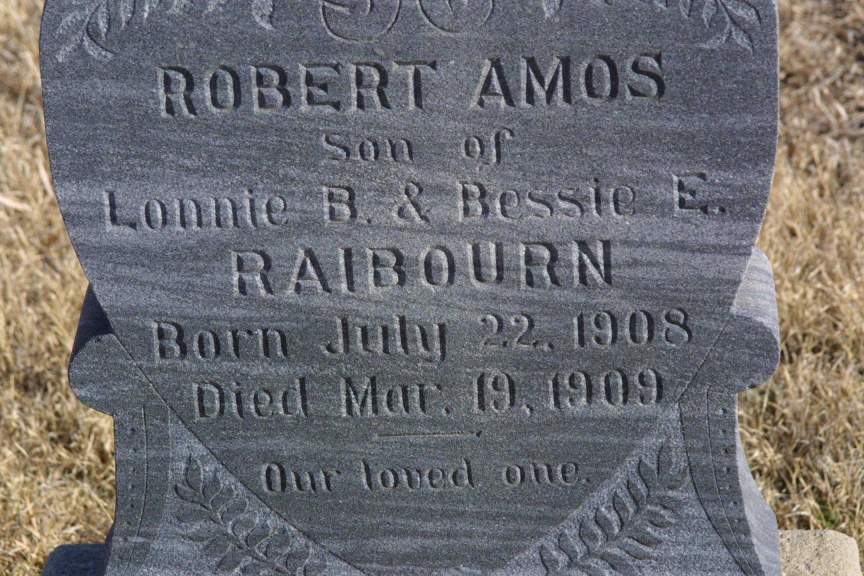 ROBERT AMOS
Son of
Lonnie B. & Bessie E.
RAIBOURN
Born July 22, 1908
Died Mar. 19, 1909
Our loved one.